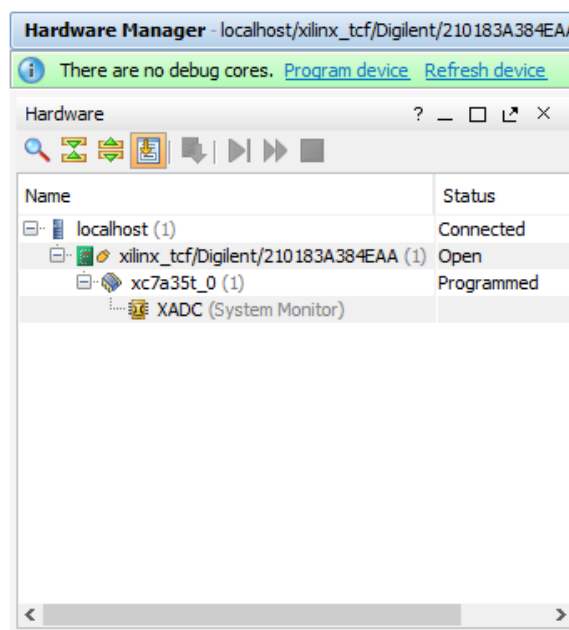 Hardware Manager - localhost/xilinx_tcf/Digilent/210183A384EAA
There are no debug cores. Program device Refresh device
Hardware ? _
Name Status
localhost (1) Connected
xilinx_tcf/Digilent/210183A384EAA (1) Open
xc7a35t_0 (1) Programmed
XADC (System Monitor)